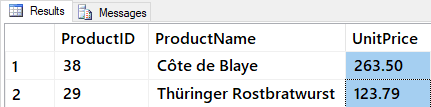 Results Messages
ProductID ProductName UnitPrice
1 38 Côte de Blaye 263.50
2 29 Thüringer Rostbratwurst 123.79